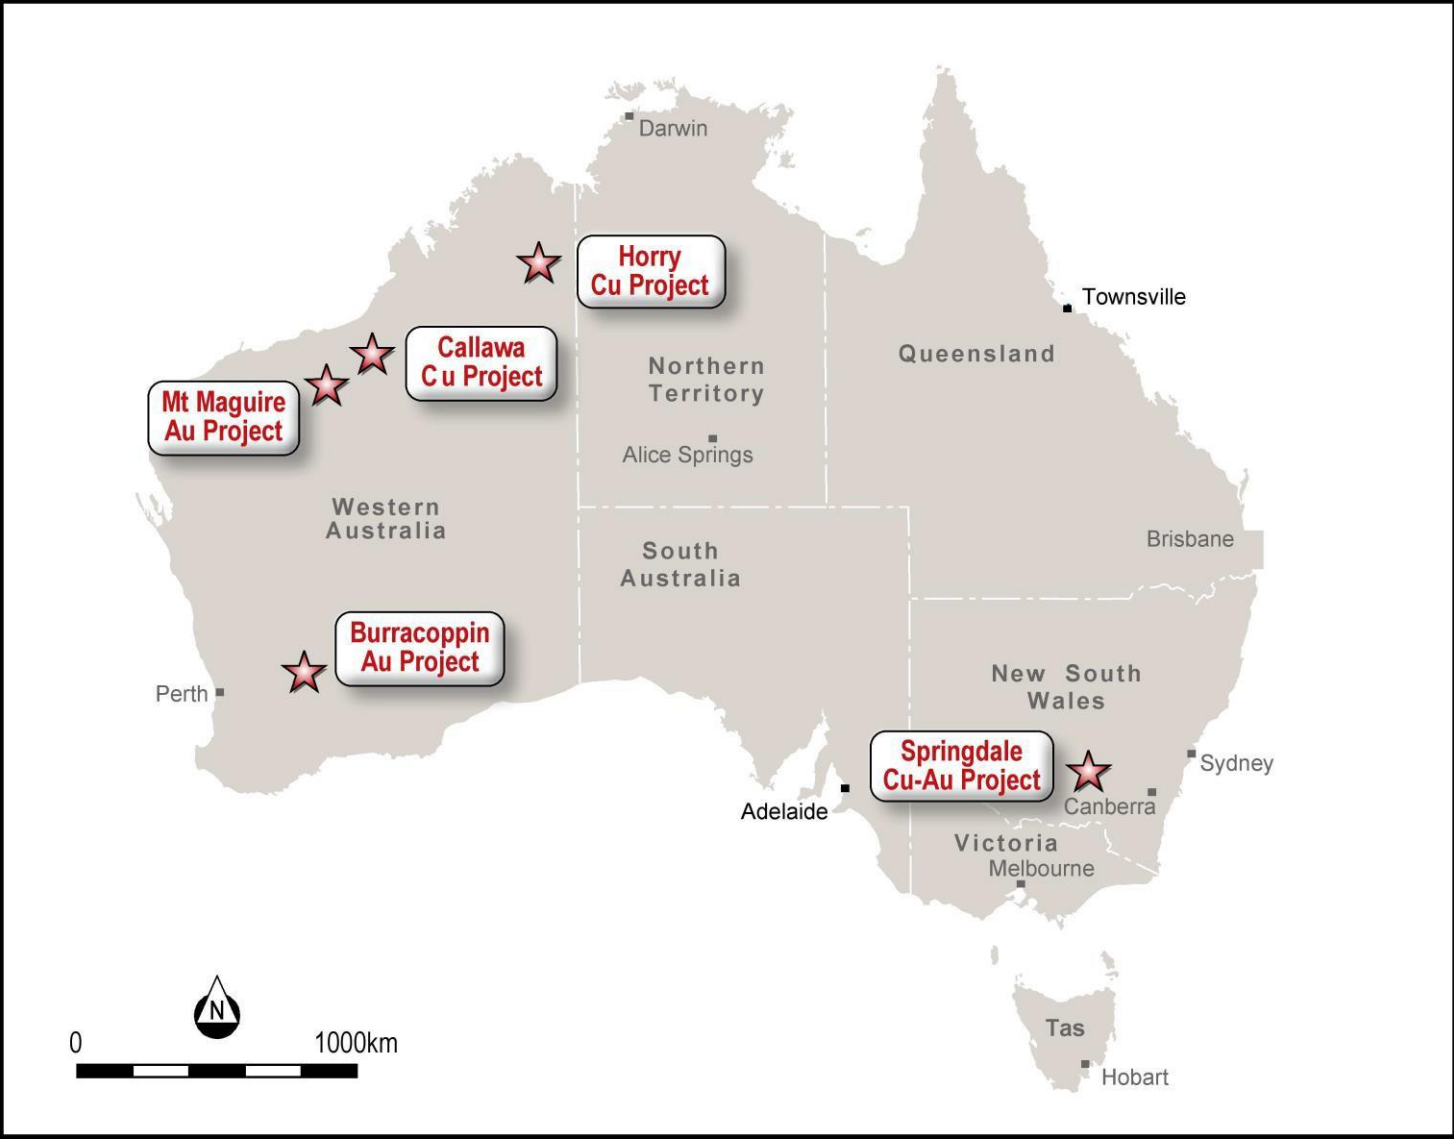 Darwin
Horry
Cu Project
Townsville
Callawa
Cu Project
Queensland
Northern
Territory
Mt Maguire
Au Project
Alice Springs
Western
Australia
South
Australia
Brisbane
Burracoppin
Au Project
Perth
New South
Wales
Springdale
Cu-Au Project
Sydney
Canberra
Adelaide
Victoria
Melbourne
N
0 1000km
Tas
Hobart